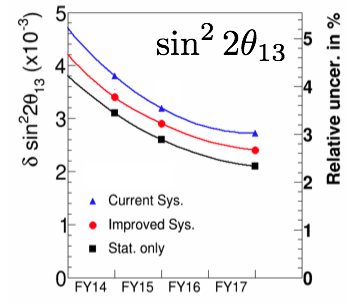 sin² 2θ₁₃
δ sin²2θ₁₃ (x10⁻³)
Relative uncer. in %
5
4
3
2
1
0
5
4
3
2
1
0
Current Sys.
Improved Sys.
Stat. only
FY14 FY15 FY16 FY17